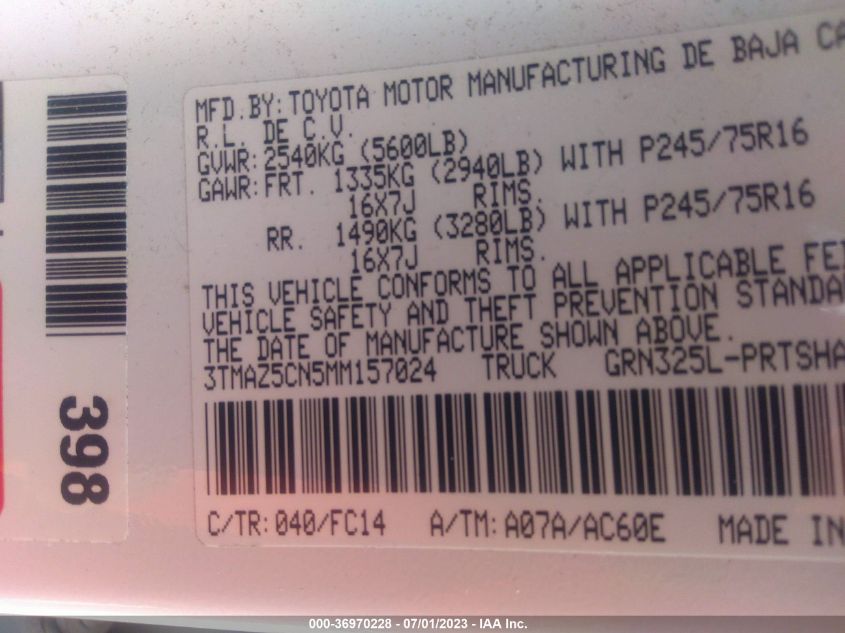 MFD.BY:TOYOTA MOTOR MANUFACTURING DE BAJA CA
R.L. DE C.V.
GVWR:2540KG (5600LB)
GAWR:FRT. 1335KG (2940LB) WITH P245/75R16
16X7J RIMS.
RR. 1490KG (3280LB) WITH P245/75R16
16X7J RIMS.
THIS VEHICLE CONFORMS TO ALL APPLICABLE FE
VEHICLE SAFETY AND THEFT PREVENTION STANDA
THE DATE OF MANUFACTURE SHOWN ABOVE.
3TMAZ5CN5MM157024 TRUCK GRN325L-PRTSHA
C/TR:040/FC14 A/TM:A07A/AC60E MADE IN
398
000-36970228 - 07/01/2023 - IAA Inc.